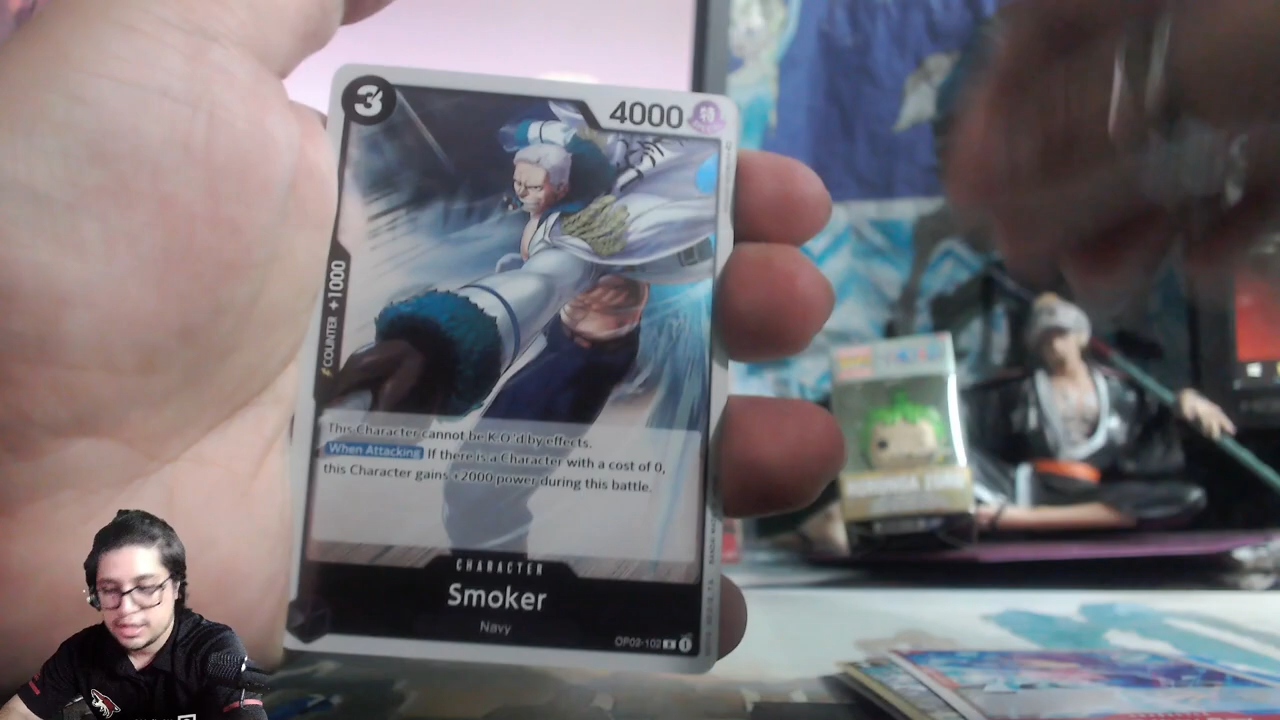 3
4000
COUNTER +1000
This Character cannot be K.O.'d by effects.
When Attacking If there is a Character with a cost of 0,
this Character gains +2000 power during this battle.
CHARACTER
Smoker
Navy
OP02-102